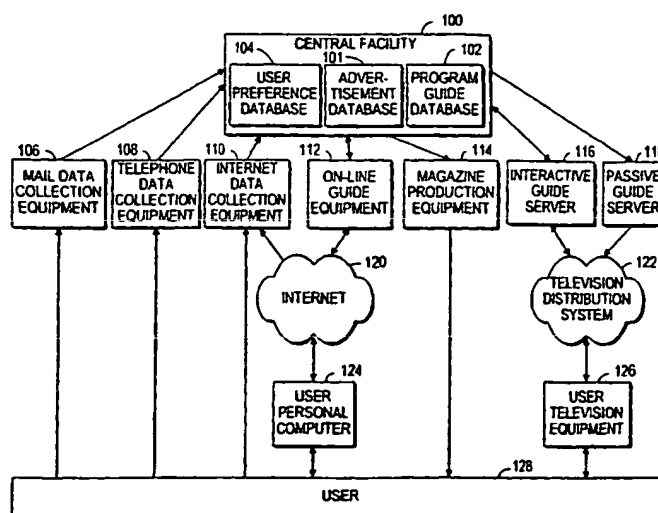 100
CENTRAL FACILITY
104
USER
PREFERENCE
DATABASE
101
ADVER-
TISEMENT
DATABASE
102
PROGRAM
GUIDE
DATABASE
106
MAIL DATA
COLLECTION
EQUIPMENT
108
TELEPHONE
DATA
COLLECTION
EQUIPMENT
110
INTERNET
DATA
COLLECTION
EQUIPMENT
112
ON-LINE
GUIDE
EQUIPMENT
114
MAGAZINE
PRODUCTION
EQUIPMENT
116
INTERACTIVE
GUIDE
SERVER
PASSIVE
GUIDE
SERVER
120
INTERNET
122
TELEVISION
DISTRIBUTION
SYSTEM
124
USER
PERSONAL
COMPUTER
126
USER
TELEVISION
EQUIPMENT
128
USER